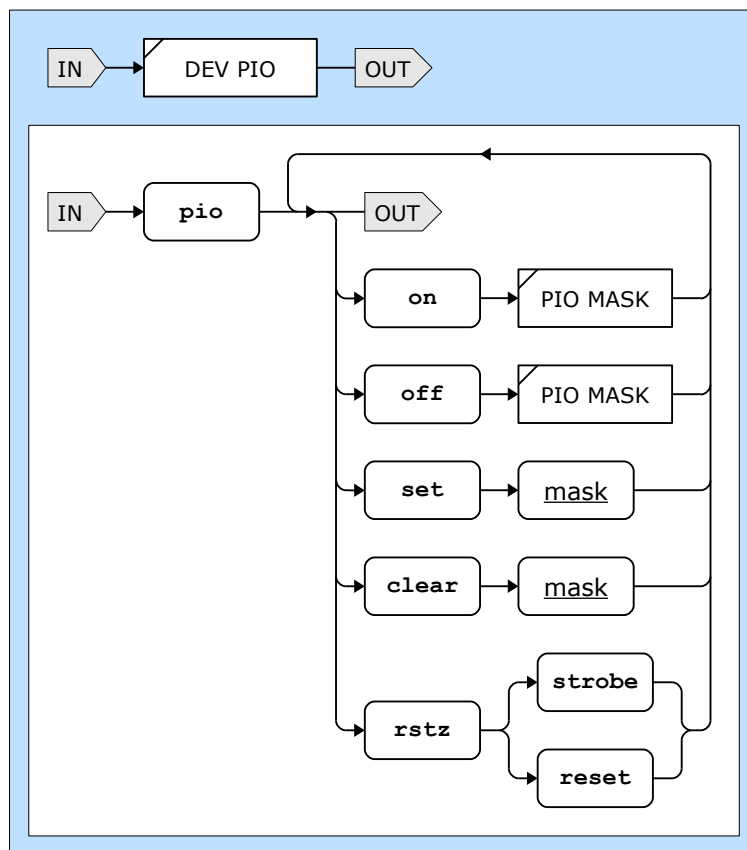 IN DEV PIO OUT
IN pio OUT
on PIO MASK
off PIO MASK
set mask
clear mask
strobe
rstz
reset